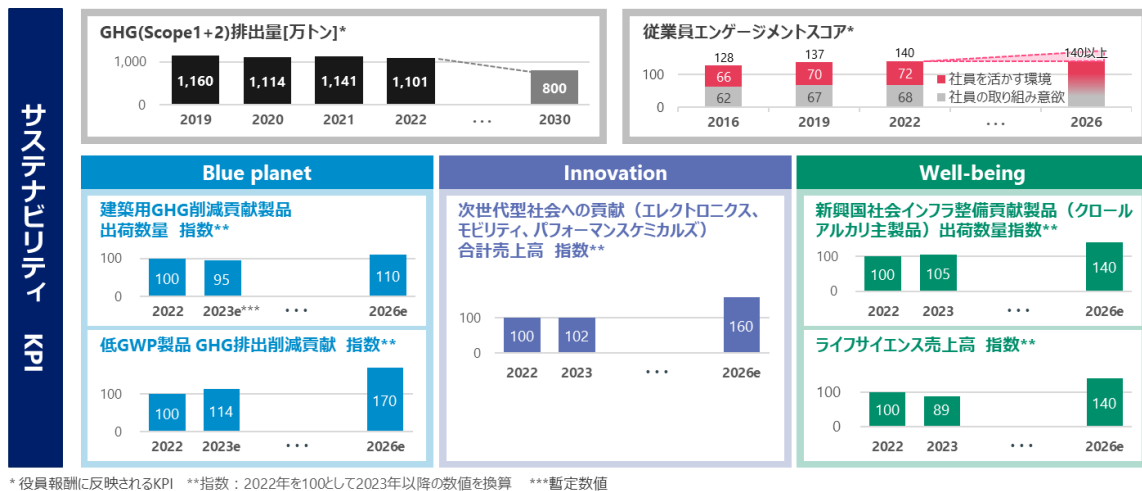 サステナビリティ KPI
GHG(Scope1+2)排出量[万トン]*
1,000
0
1,160
1,114
1,141
1,101
800
2019
2020
2021
2022
・・・
2030
従業員エンゲージメントスコア*
100
0
128
137
140
140以上
66
70
72
62
67
68
社員を活かす環境
社員の取り組み意欲
2016
2019
2022
・・・
2026
Blue planet
建築用GHG削減貢献製品
出荷数量 指数**
100
0
100
95
110
2022
2023e***
・・・
2026e
低GWP製品 GHG排出削減貢献 指数**
100
0
100
114
170
2022
2023e
・・・
2026e
Innovation
次世代型社会への貢献（エレクトロニクス、
モビリティ、パフォーマンスケミカルズ）
合計売上高 指数**
100
0
100
102
160
2022
2023
・・・
2026e
Well-being
新興国社会インフラ整備貢献製品（クロール
アルカリ主製品）出荷数量指数**
100
0
100
105
140
2022
2023
・・・
2026e
ライフサイエンス売上高 指数**
100
0
100
89
140
2022
2023
・・・
2026e
* 役員報酬に反映されるKPI **指数：2022年を100として2023年以降の数値を換算 ***暫定数値